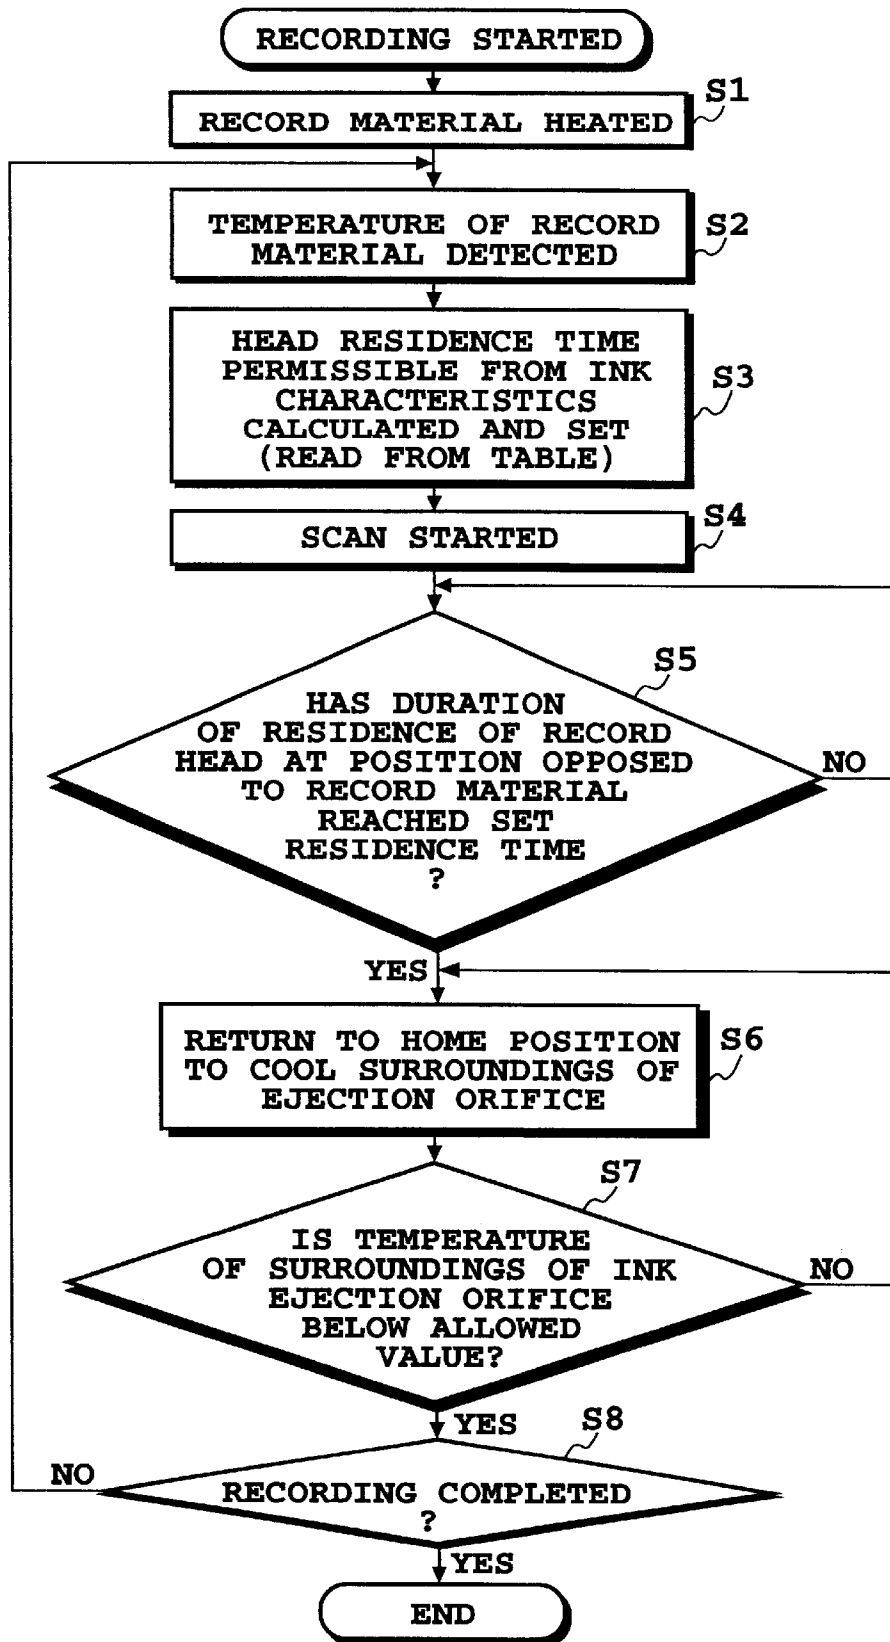 RECORDING STARTED
S1
RECORD MATERIAL HEATED
S2
TEMPERATURE OF RECORD
MATERIAL DETECTED
S3
HEAD RESIDENCE TIME
PERMISSIBLE FROM INK
CHARACTERISTICS
CALCULATED AND SET
(READ FROM TABLE)
S4
SCAN STARTED
S5
HAS DURATION
OF RESIDENCE OF RECORD
HEAD AT POSITION OPPOSED
TO RECORD MATERIAL
REACHED SET
RESIDENCE TIME
?
NO
YES
S6
RETURN TO HOME POSITION
TO COOL SURROUNDINGS OF
EJECTION ORIFICE
S7
IS TEMPERATURE
OF SURROUNDINGS OF INK
EJECTION ORIFICE
BELOW ALLOWED
VALUE?
NO
YES
S8
NO
RECORDING COMPLETED
?
YES
END